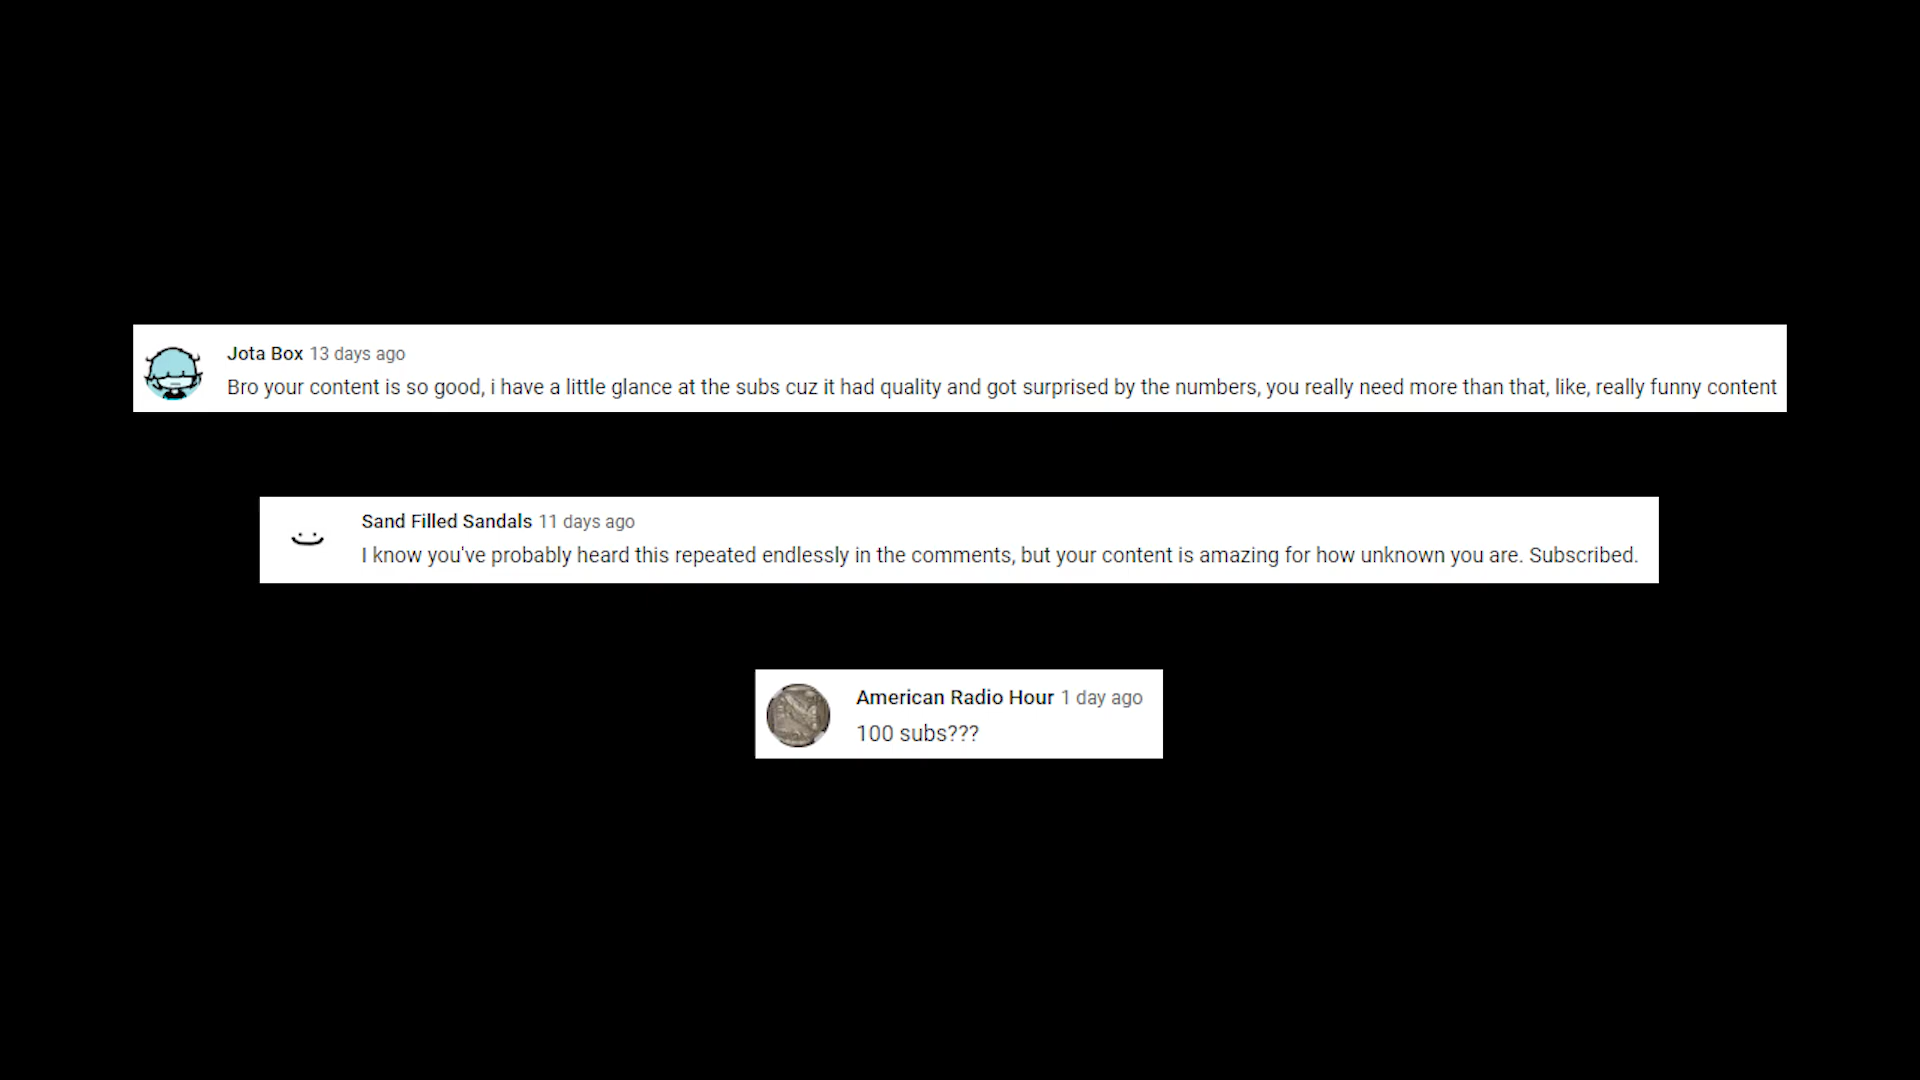 Jota Box 13 days ago
Bro your content is so good, i have a little glance at the subs cuz it had quality and got surprised by the numbers, you really need more than that, like, really funny content
Sand Filled Sandals 11 days ago
I know you've probably heard this repeated endlessly in the comments, but your content is amazing for how unknown you are. Subscribed.
American Radio Hour 1 day ago
100 subs???